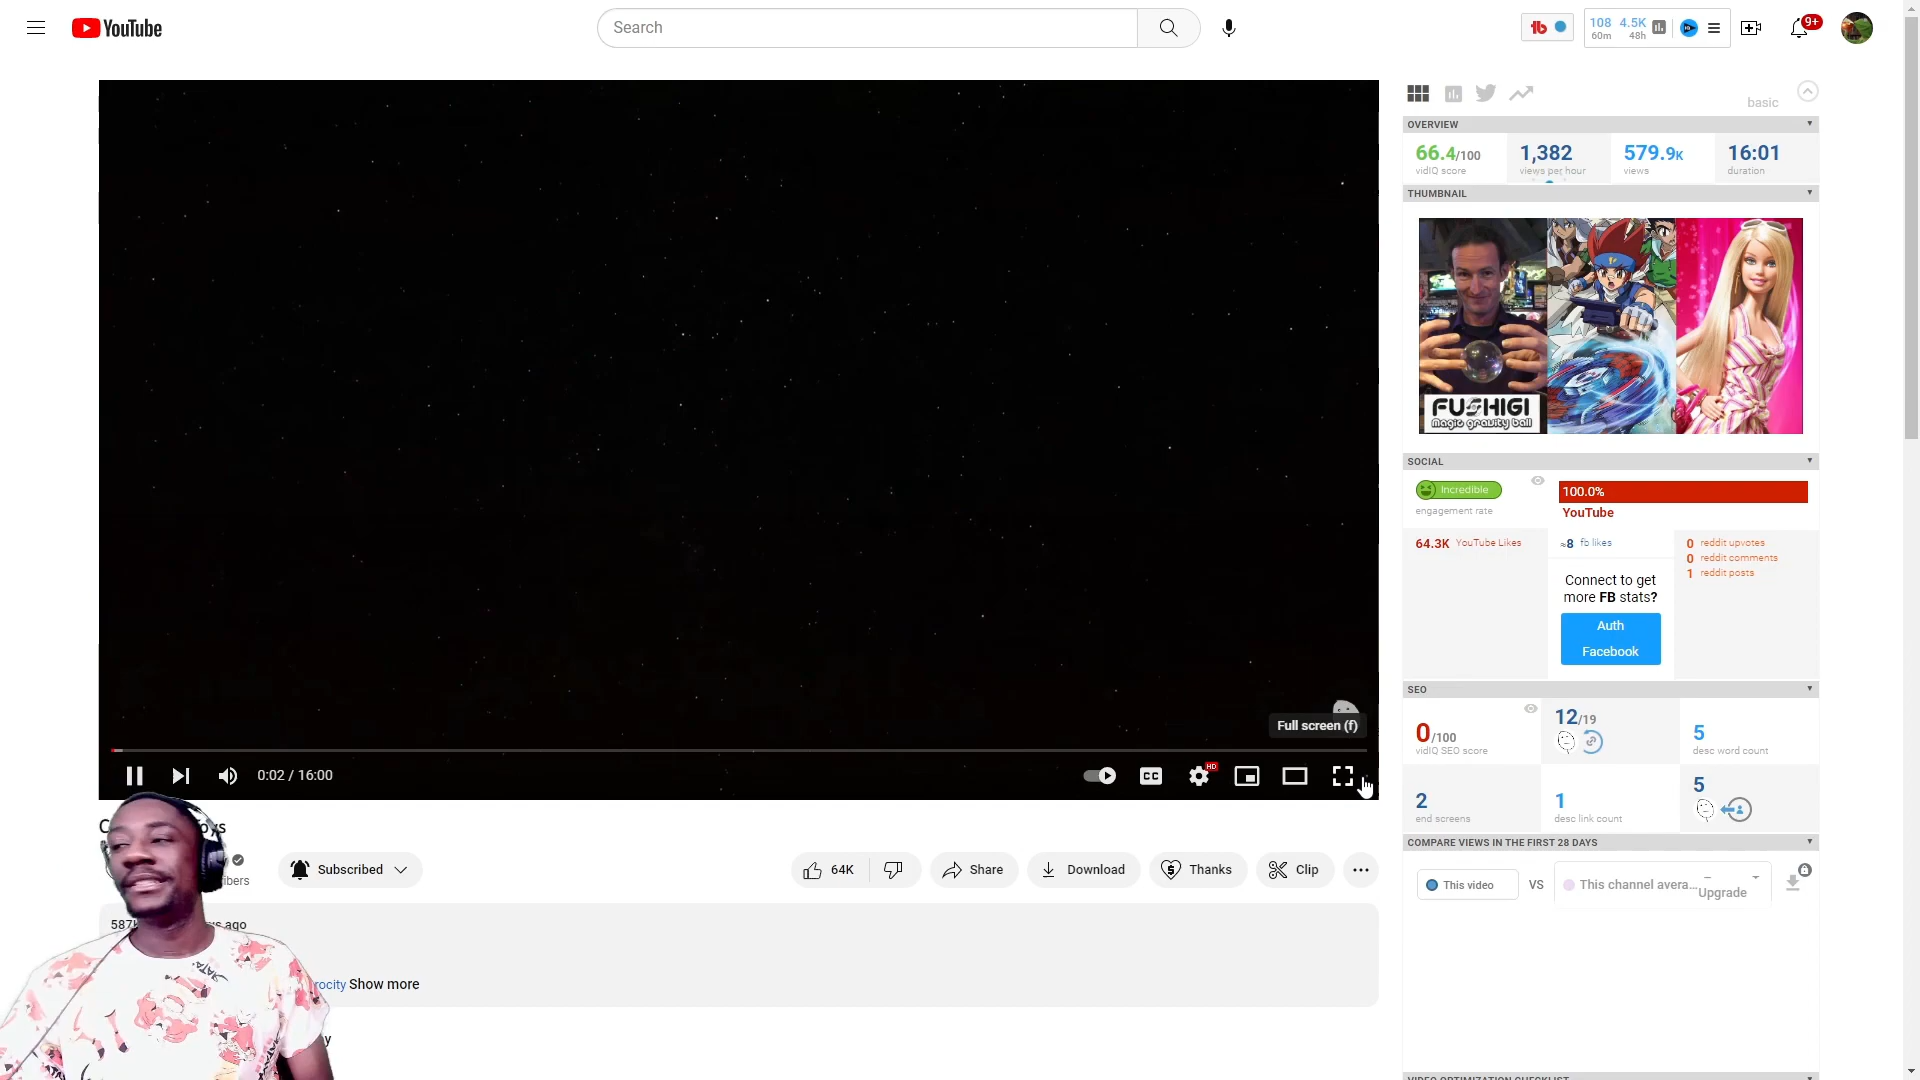 YouTube
Search
108 4.5K
60m 48h
9+
basic
OVERVIEW
66.4/100
vidIQ score
1,382
views per hour
579.9K
views
16:01
duration
THUMBNAIL
FUSHIGI
magic gravity ball
SOCIAL
Incredible
engagement rate
100.0%
YouTube
64.3K YouTube Likes
≈8 fb likes
0 reddit upvotes
0 reddit comments
1 reddit posts
Connect to get
more FB stats?
Auth
Facebook
SEO
0/100
vidIQ SEO score
12/19
5
desc word count
2
end screens
1
desc link count
5
COMPARE VIEWS IN THE FIRST 28 DAYS
This video
VS
This channel avera...
Upgrade
VIDEO OPTIMIZATION CHECKLIST
Full screen (f)
0:02 / 16:00
CC
HD
Subscribed
64K
Share
Download
Thanks
Clip
Show more